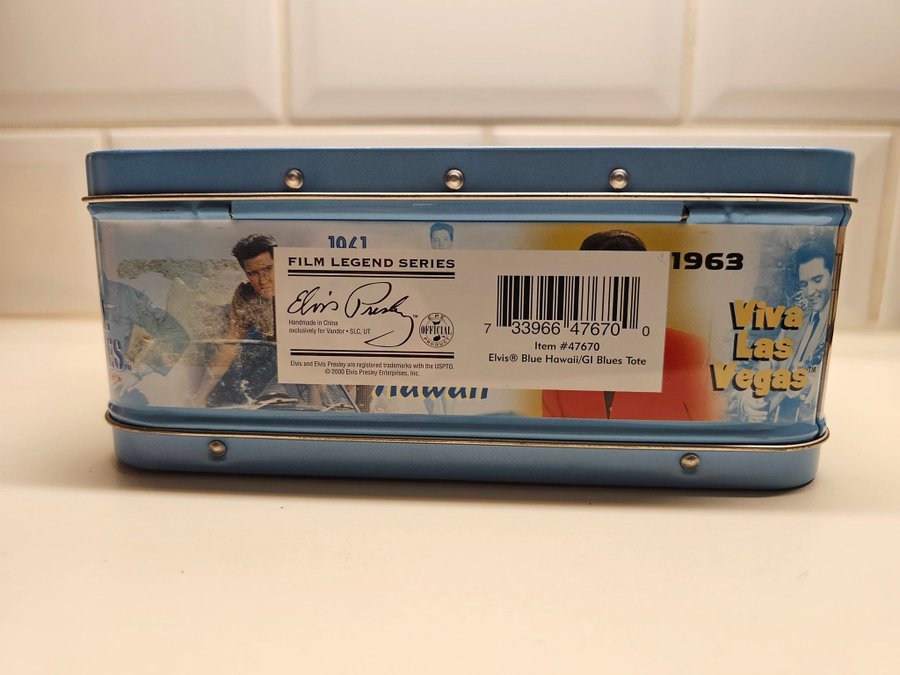 1961
FILM LEGEND SERIES
Elvis Presley™
Handmade in China
exclusively for Vandor • SLC, UT
E.P.E.
OFFICIAL
PRODUCT
Elvis and Elvis Presley are registered trademarks with the USPTO.
© 2000 Elvis Presley Enterprises, Inc.
7 33966 47670 0
Item #47670
Elvis® Blue Hawaii/GI Blues Tote
Hawaii
1963
Viva
Las
Vegas™